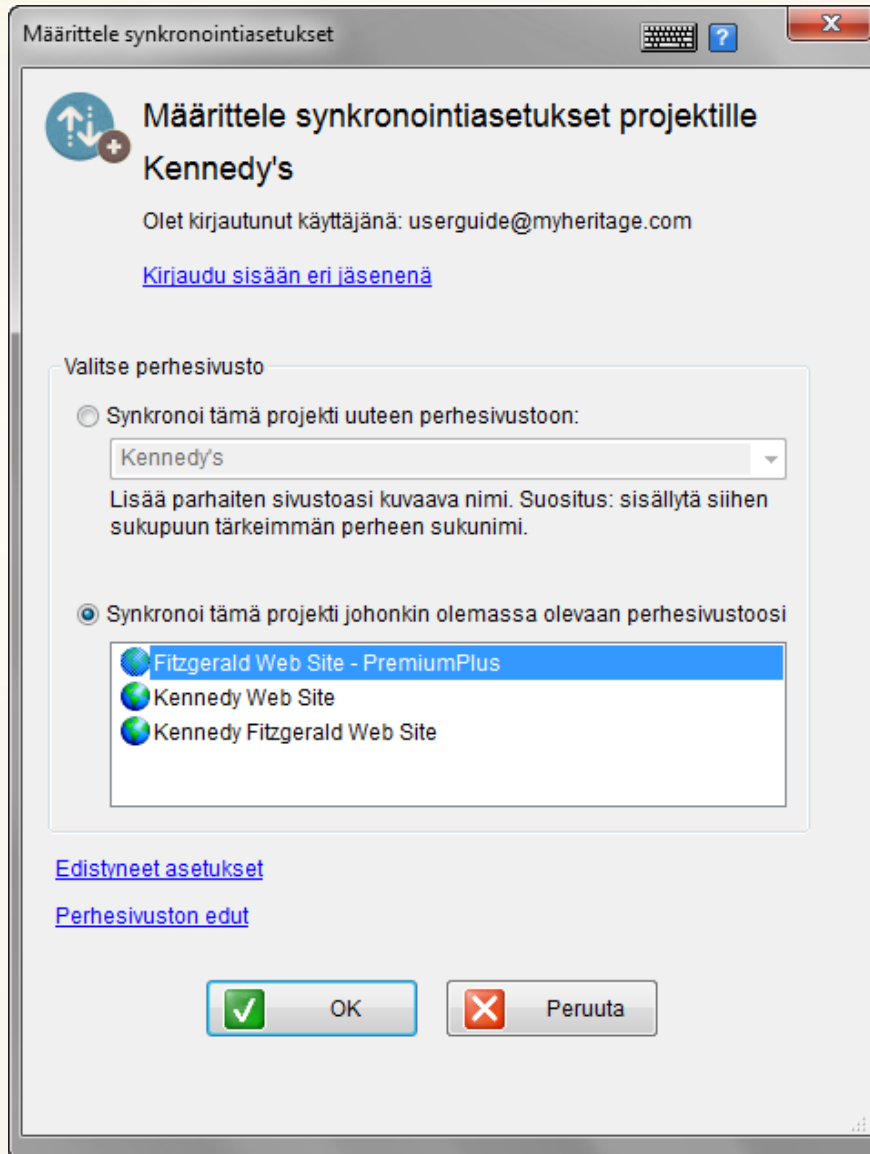 Määrittele synkronointiasetukset
?
X
Määrittele synkronointiasetukset projektille
Kennedy's
Olet kirjautunut käyttäjänä: userguide@myheritage.com
Kirjaudu sisään eri jäsenenä
Valitse perhesivusto
Synkronoi tämä projekti uuteen perhesivustoon:
Kennedy's
Lisää parhaiten sivustoasi kuvaava nimi. Suositus: sisällytä siihen
sukupuun tärkeimmän perheen sukunimi.
Synkronoi tämä projekti johonkin olemassa olevaan perhesivustoosi
Fitzgerald Web Site - PremiumPlus
Kennedy Web Site
Kennedy Fitzgerald Web Site
Edistyneet asetukset
Perhesivuston edut
OK
Peruuta